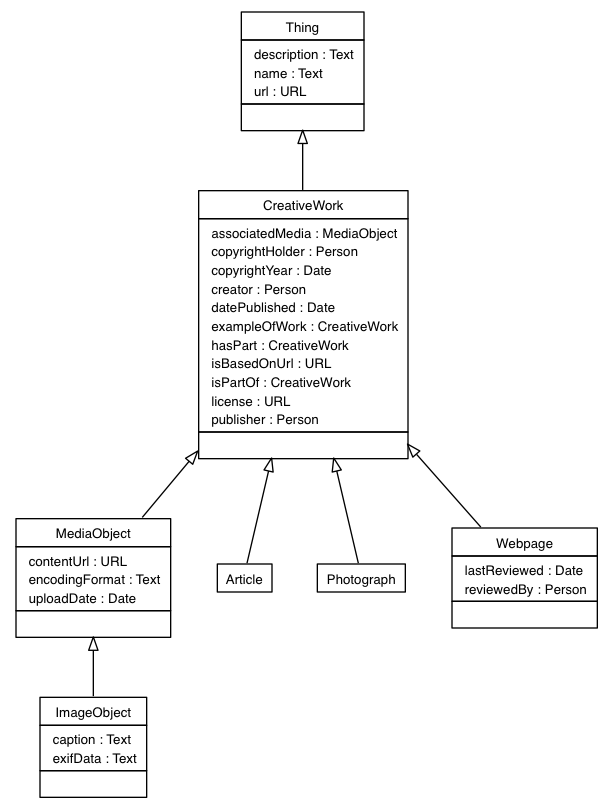 Thing
description : Text
name : Text
url : URL
CreativeWork
associatedMedia : MediaObject
copyrightHolder : Person
copyrightYear : Date
creator : Person
datePublished : Date
exampleOfWork : CreativeWork
hasPart : CreativeWork
isBasedOnUrl : URL
isPartOf : CreativeWork
license : URL
publisher : Person
MediaObject
contentUrl : URL
encodingFormat : Text
uploadDate : Date
Article
Photograph
Webpage
lastReviewed : Date
reviewedBy : Person
ImageObject
caption : Text
exifData : Text